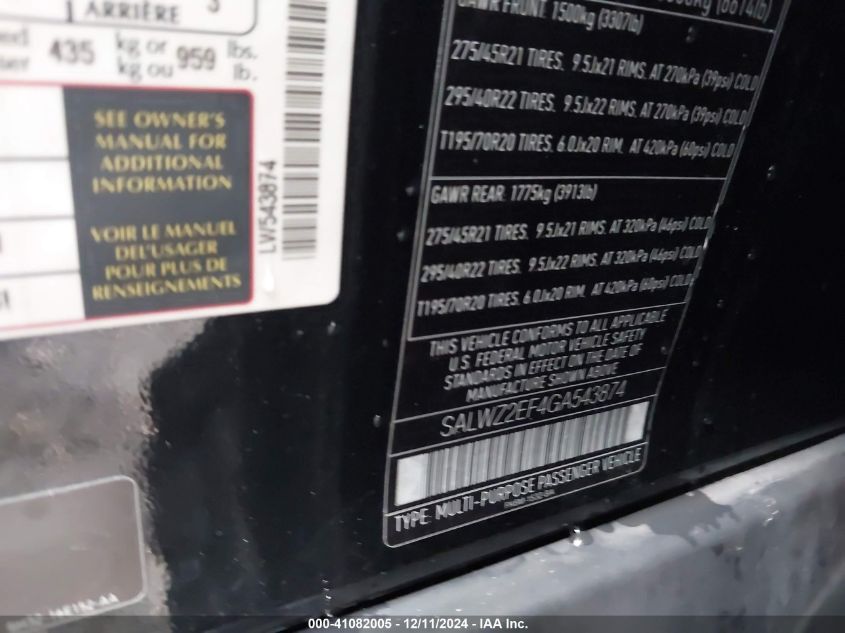 ARRIÈRE 3
435 kg or 959 lbs.
kg ou lb.
SEE OWNER'S
MANUAL FOR
ADDITIONAL
INFORMATION
VOIR LE MANUEL
DEL'USAGER
POUR PLUS DE
RENSEIGNEMENTS
LV/543874
(6614lb)
GAWR FRONT: 1500kg (3307lb)
275/45R21 TIRES. 9.5Jx21 RIMS. AT 270kPa (39psi) COLD
295/40R22 TIRES. 9.5Jx22 RIMS. AT 270kPa (39psi) COLD
T195/70R20 TIRES. 6.0Jx20 RIM. AT 420kPa (60psi) COLD
GAWR REAR: 1775kg (3913lb)
275/45R21 TIRES. 9.5Jx21 RIMS. AT 320kPa (46psi) COLD
295/40R22 TIRES. 9.5Jx22 RIMS. AT 320kPa (46psi) COLD
T195/70R20 TIRES. 6.0Jx20 RIM. AT 420kPa (60psi) COLD
THIS VEHICLE CONFORMS TO ALL APPLICABLE
U.S. FEDERAL MOTOR VEHICLE SAFETY
STANDARDS IN EFFECT ON THE DATE OF
MANUFACTURE SHOWN ABOVE
SALWZ2EF4GA543874
TYPE: MULTI-PURPOSE PASSENGER VEHICLE
000-41082005 - 12/11/2024 - IAA Inc.